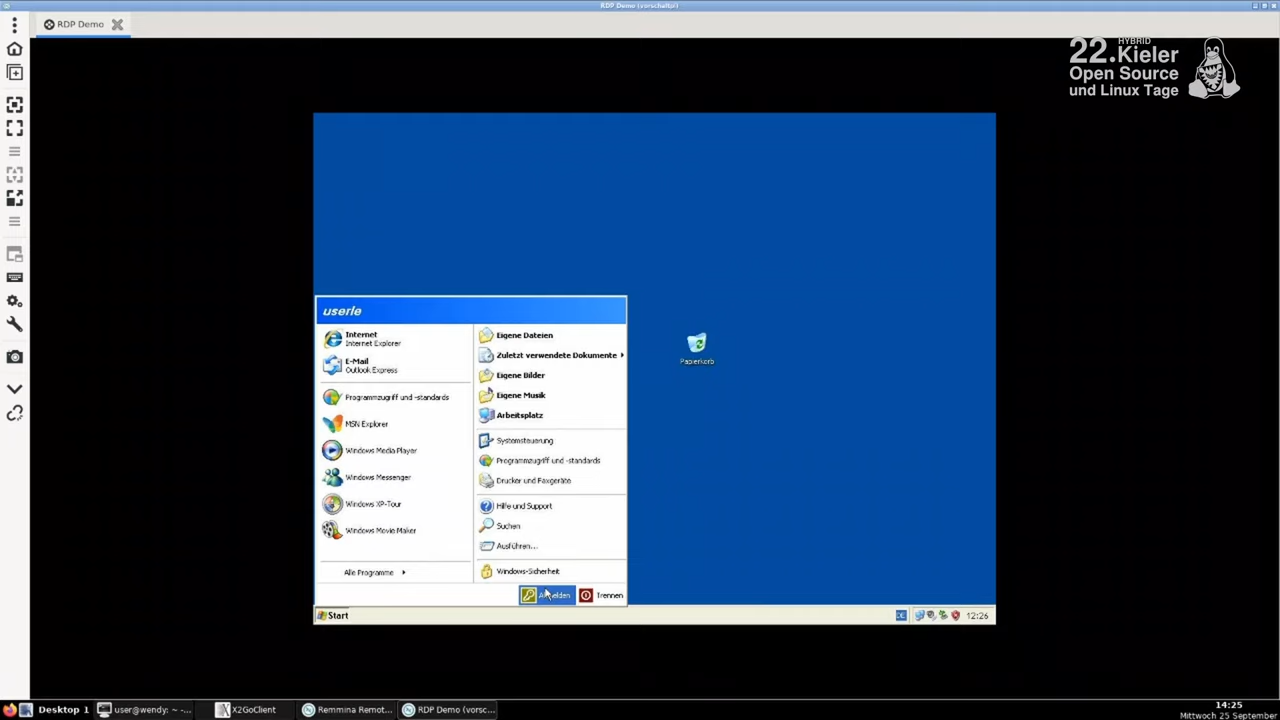 RDP Demo (vorschaltpi)
RDP Demo
HYBRID
22.Kieler
Open Source
und Linux Tage
userle
Internet
Internet Explorer
E-Mail
Outlook Express
Programmzugriff und -standards
MSN Explorer
Windows Media Player
Windows Messenger
Windows XP-Tour
Windows Movie Maker
Alle Programme
Eigene Dateien
Zuletzt verwendete Dokumente
Eigene Bilder
Eigene Musik
Arbeitsplatz
Systemsteuerung
Programmzugriff und -standards
Drucker und Faxgeräte
Hilfe und Support
Suchen
Ausführen...
Windows-Sicherheit
Trennen
Papierkorb
Start
DE
12:26
Desktop 1
user@wendy: ~ -...
X2GoClient
Remmina Remot...
RDP Demo (vorsc...
14:25
Mittwoch 25 September